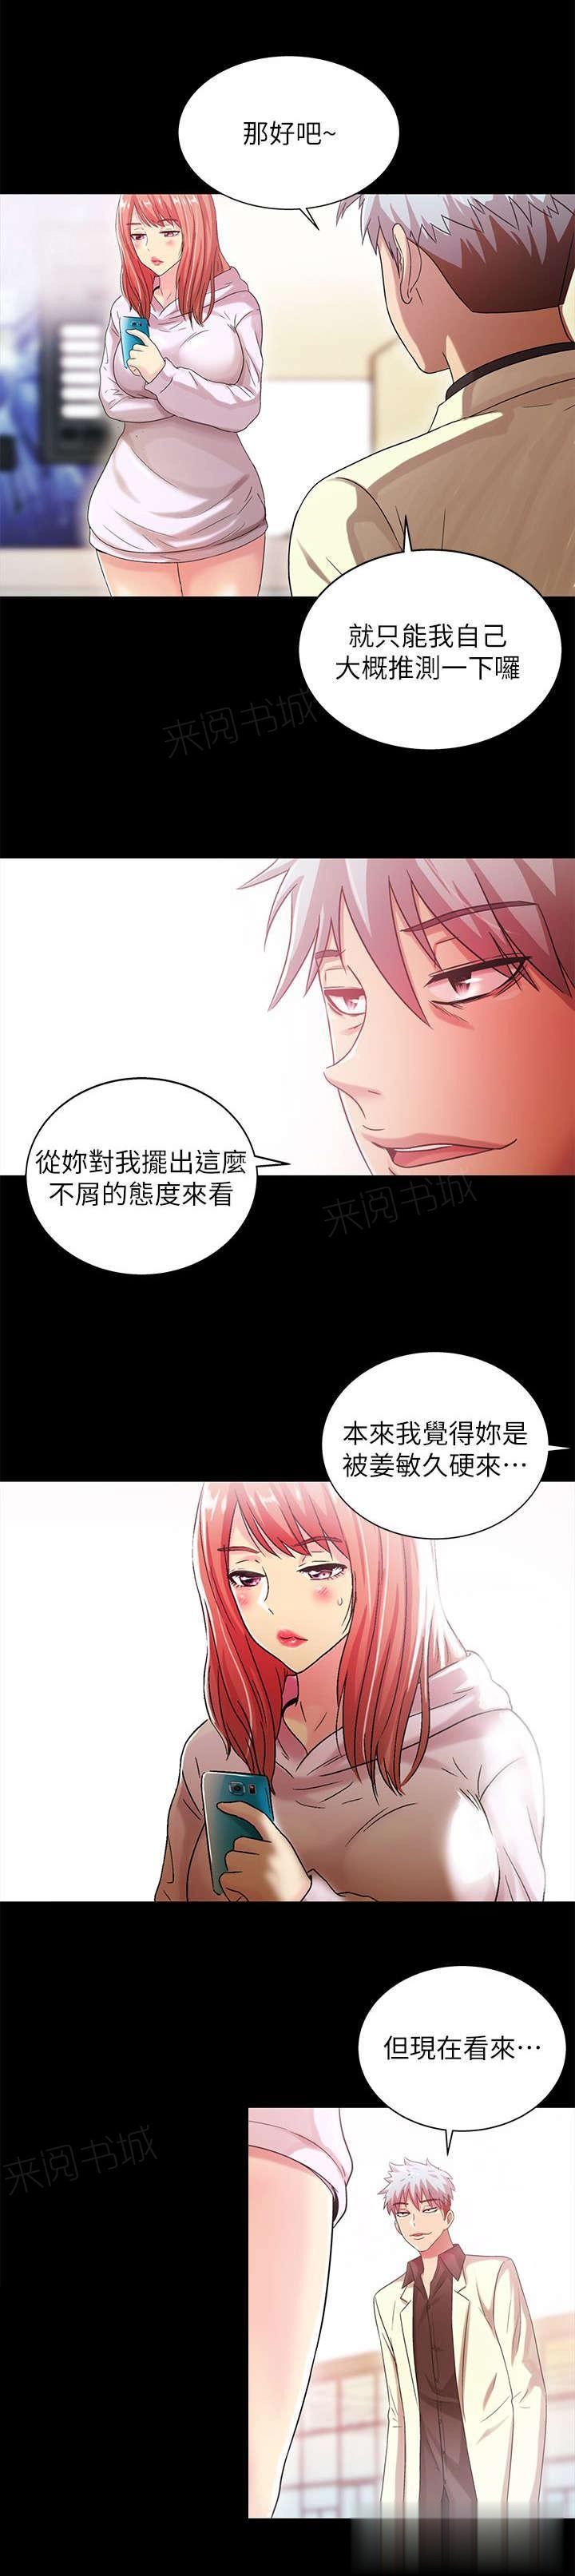 那好吧~
就只能我自己
大概推測一下囉
来阅书城
從妳對我擺出這麼
不屑的態度來看
来阅书城
本來我覺得妳是
被姜敏久硬來⋯
但現在看來⋯
来阅书城